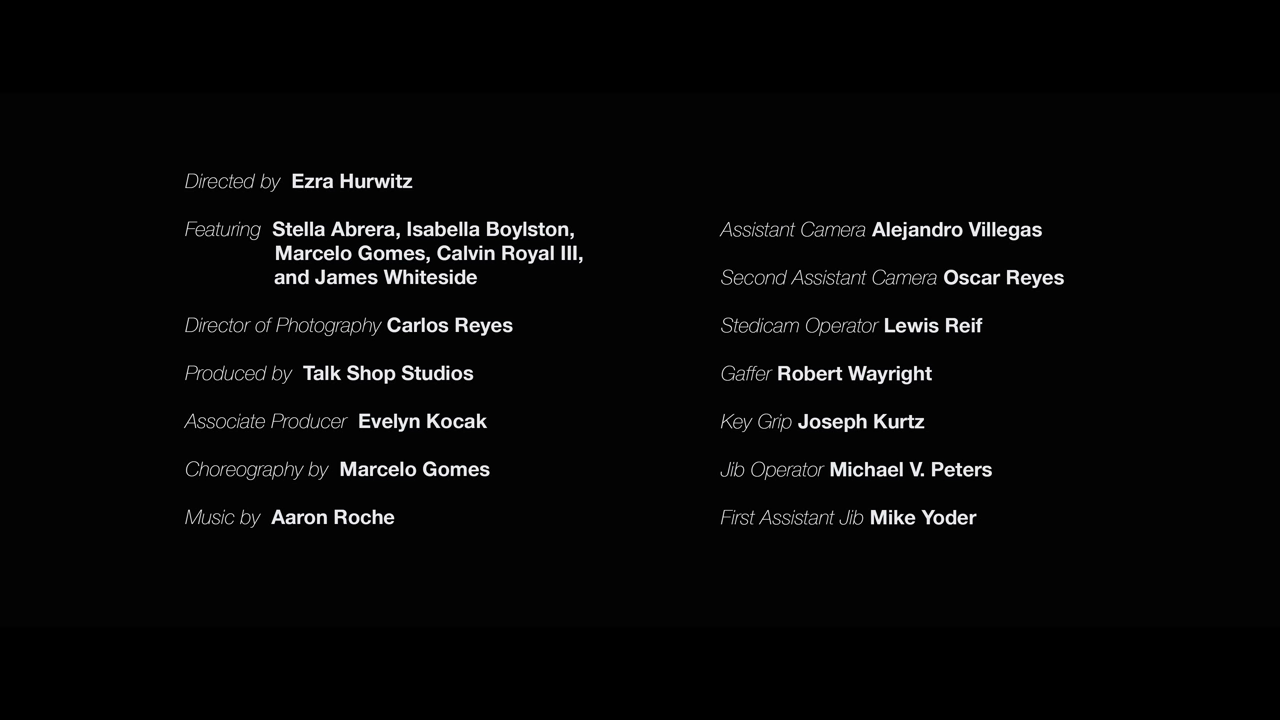 Directed by Ezra Hurwitz
Featuring Stella Abrera, Isabella Boylston,
Marcelo Gomes, Calvin Royal III,
and James Whiteside
Director of Photography Carlos Reyes
Produced by Talk Shop Studios
Associate Producer Evelyn Kocak
Choreography by Marcelo Gomes
Music by Aaron Roche
Assistant Camera Alejandro Villegas
Second Assistant Camera Oscar Reyes
Stedicam Operator Lewis Reif
Gaffer Robert Wayright
Key Grip Joseph Kurtz
Jib Operator Michael V. Peters
First Assistant Jib Mike Yoder